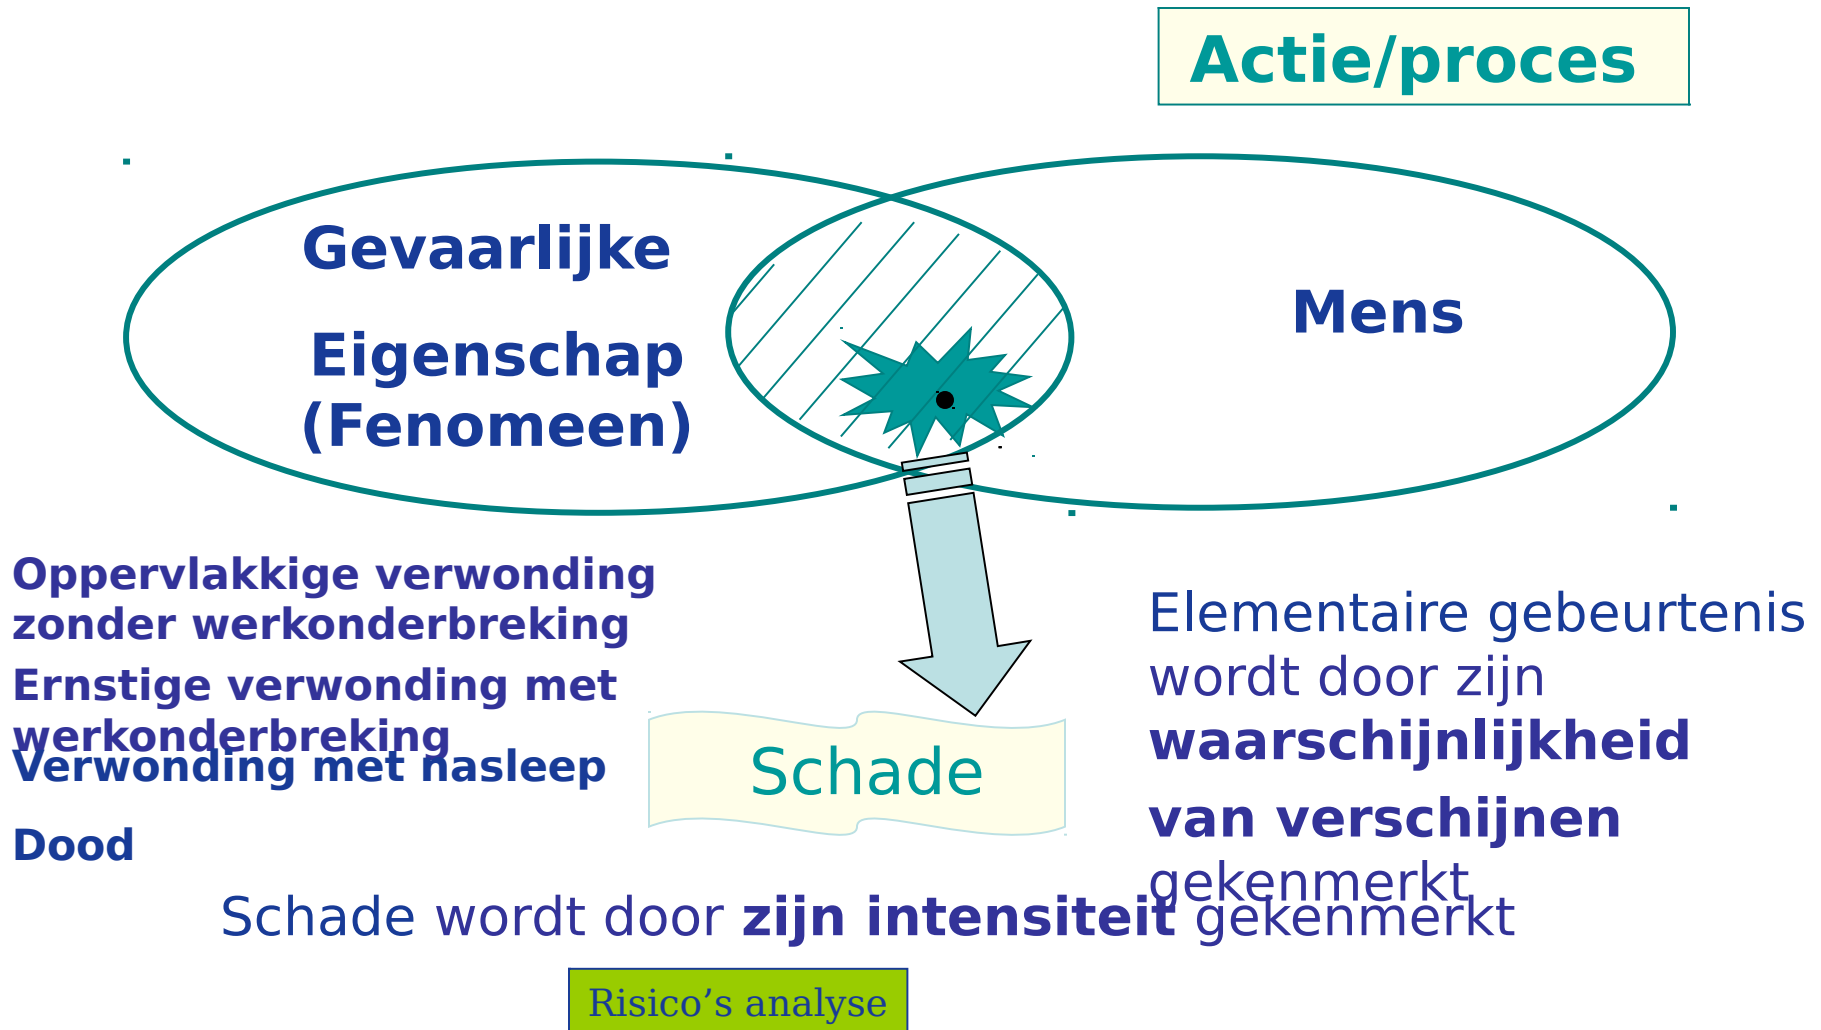 Actie/proces
Gevaarlijke
Eigenschap
(Fenomeen)
Mens
Oppervlakkige verwonding
zonder werkonderbreking
Ernstige verwonding met
werkonderbreking
Verwonding met nasleep
Dood
Schade
Elementaire gebeurtenis
wordt door zijn
waarschijnlijkheid
van verschijnen
gekenmerkt
Schade wordt door zijn intensiteit gekenmerkt
Risico’s analyse